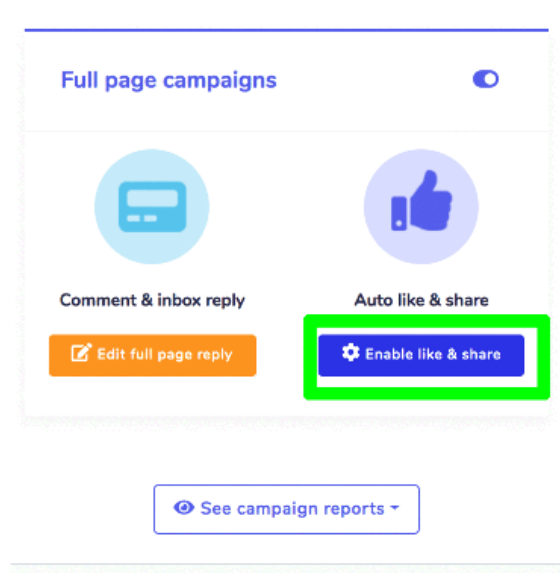 Full page campaigns
Comment & inbox reply
Auto like & share
Edit full page reply
Enable like & share
See campaign reports